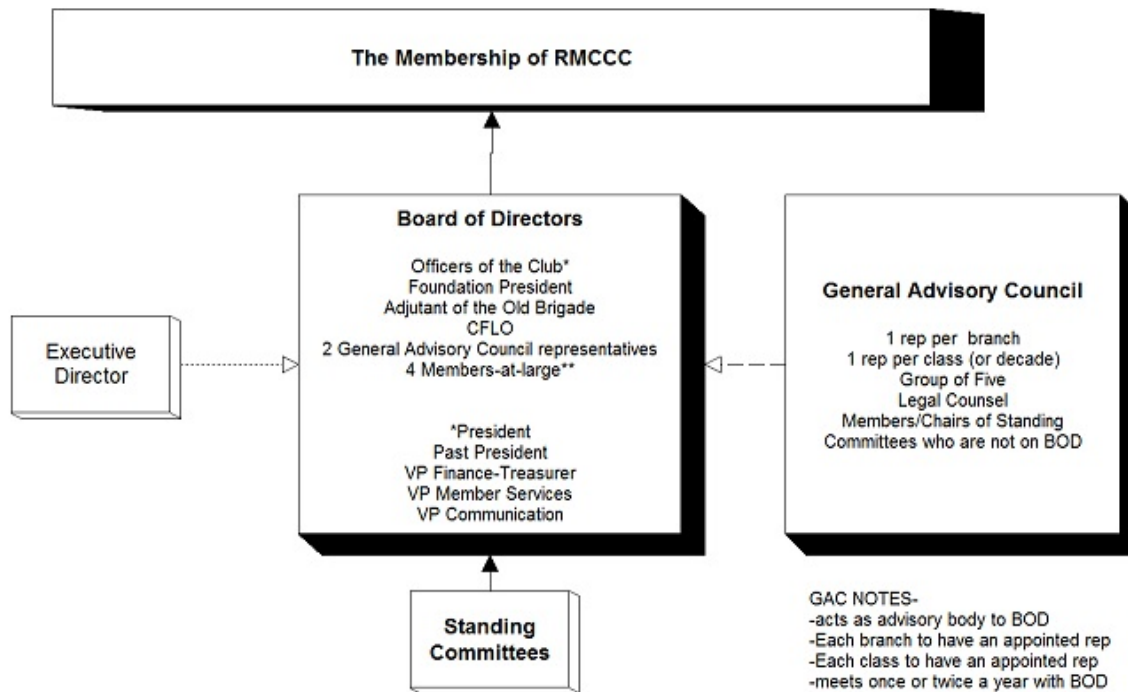 The Membership of RMCCC
Board of Directors
Officers of the Club*
Foundation President
Adjutant of the Old Brigade
CFLO
2 General Advisory Council representatives
4 Members-at-large**
*President
Past President
VP Finance-Treasurer
VP Member Services
VP Communication
General Advisory Council
1 rep per branch
1 rep per class (or decade)
Group of Five
Legal Counsel
Members/Chairs of Standing
Committees who are not on BOD
Executive
Director
Standing
Committees
GAC NOTES-
-acts as advisory body to BOD
-Each branch to have an appointed rep
-Each class to have an appointed rep
-meets once or twice a year with BOD